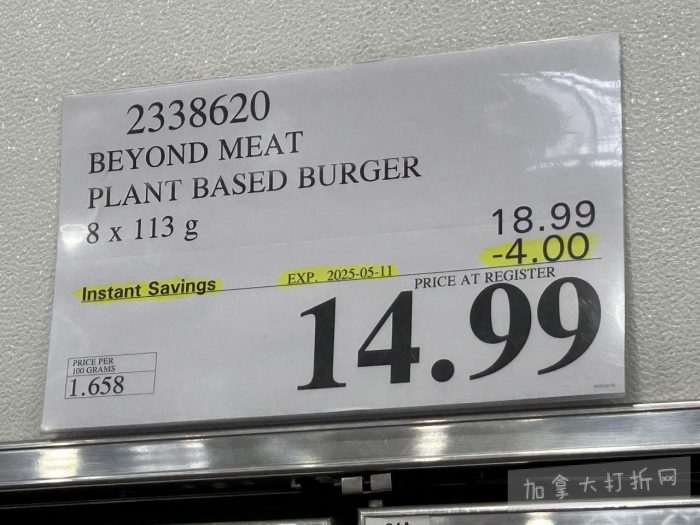 2338620
BEYOND MEAT
PLANT BASED BURGER
8 x 113 g
18.99
-4.00
Instant Savings
EXP. 2025-05-11
PRICE AT REGISTER
14.99
PRICE PER
100 GRAMS
1.658
加拿大打折网